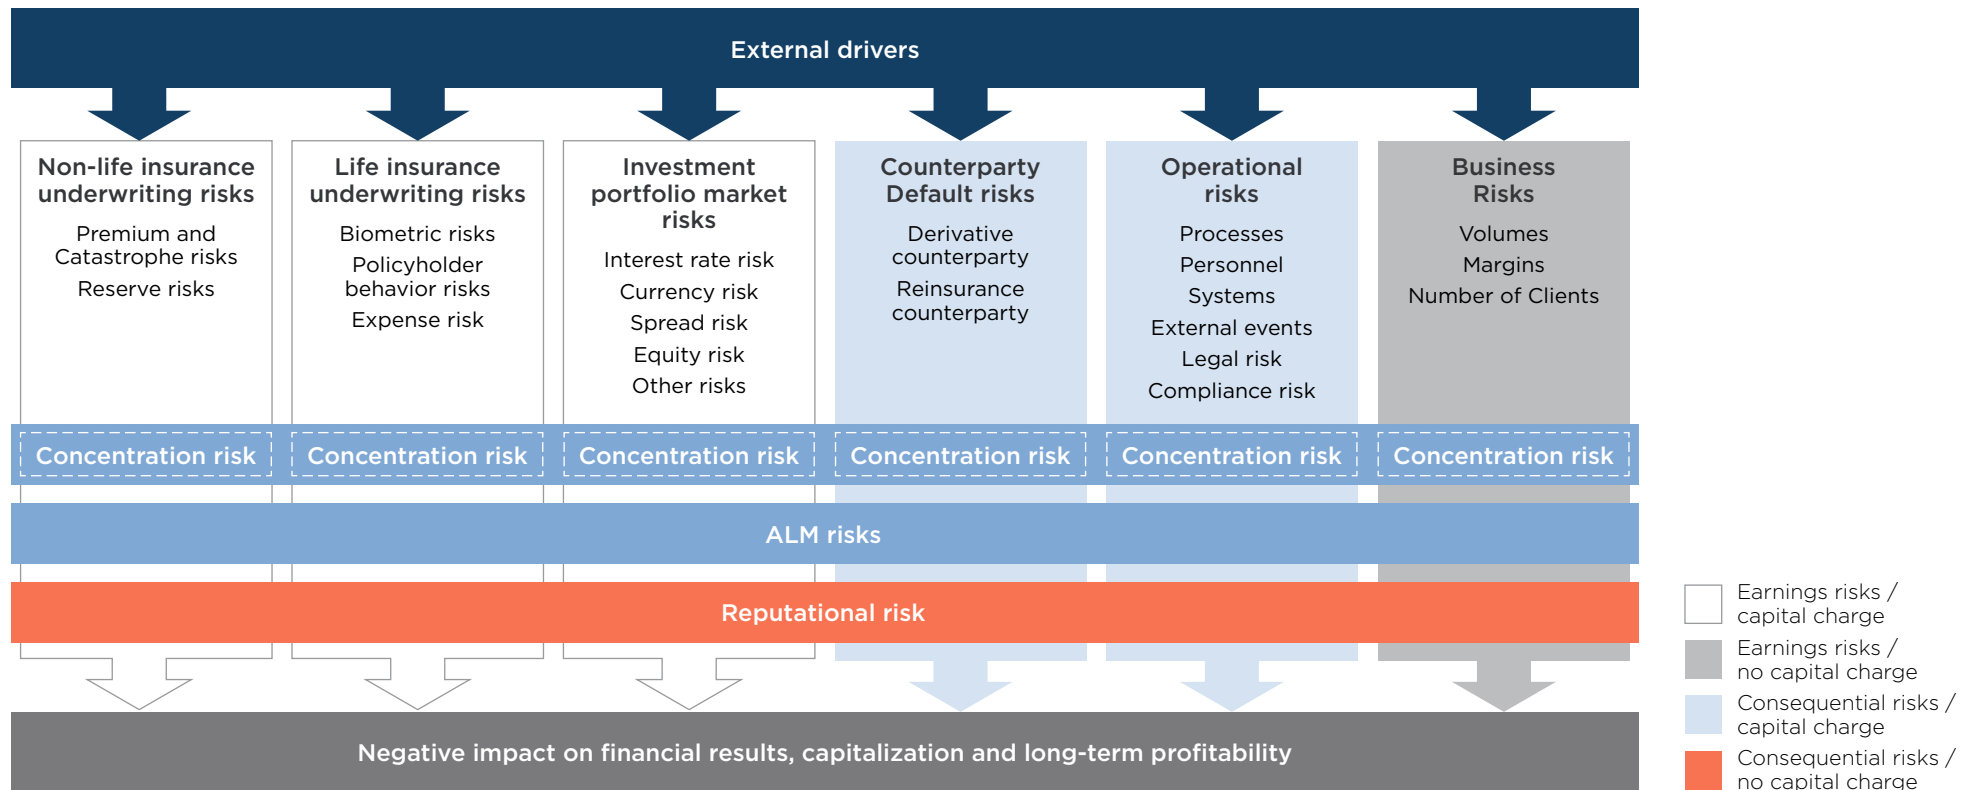 External drivers
Non-life insurance
underwriting risks
Premium and
Catastrophe risks
Reserve risks
Life insurance
underwriting risks
Biometric risks
Policyholder
behavior risks
Expense risk
Investment
portfolio market
risks
Interest rate risk
Currency risk
Spread risk
Equity risk
Other risks
Counterparty
Default risks
Derivative
counterparty
Reinsurance
counterparty
Operational
risks
Processes
Personnel
Systems
External events
Legal risk
Compliance risk
Business
Risks
Volumes
Margins
Number of Clients
Concentration risk
Concentration risk
Concentration risk
Concentration risk
Concentration risk
Concentration risk
ALM risks
Reputational risk
Negative impact on financial results, capitalization and long-term profitability
Earnings risks /
capital charge
Earnings risks /
no capital charge
Consequential risks /
capital charge
Consequential risks /
no capital charge